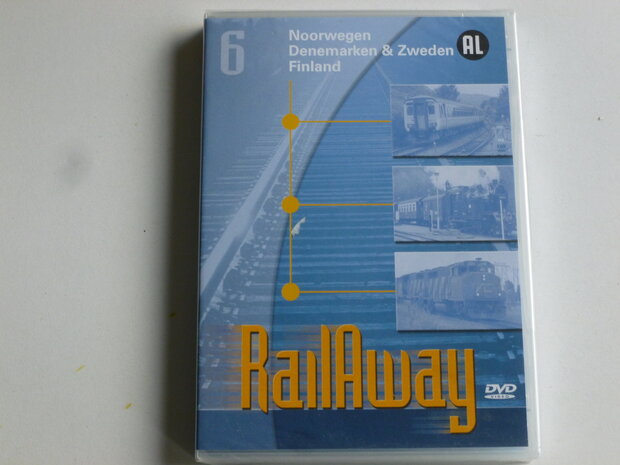 6
Noorwegen
Denemarken & Zweden
Finland
AL
RailAway
DVD
VIDEO